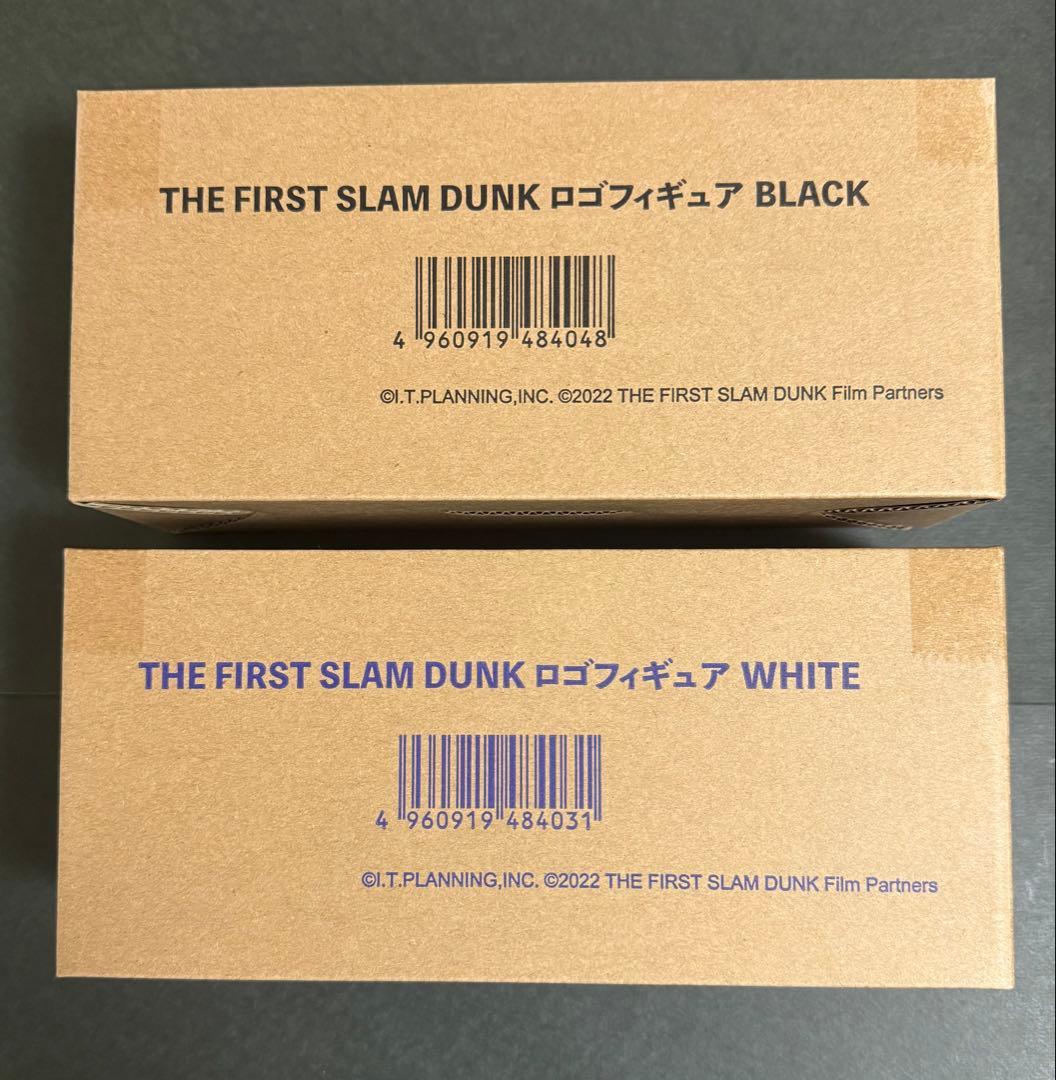 THE FIRST SLAM DUNK ロゴフィギュア BLACK
4 960919 484048
©I.T.PLANNING,INC. ©2022 THE FIRST SLAM DUNK Film Partners
THE FIRST SLAM DUNK ロゴフィギュア WHITE
4 960919 484031
©I.T.PLANNING,INC. ©2022 THE FIRST SLAM DUNK Film Partners